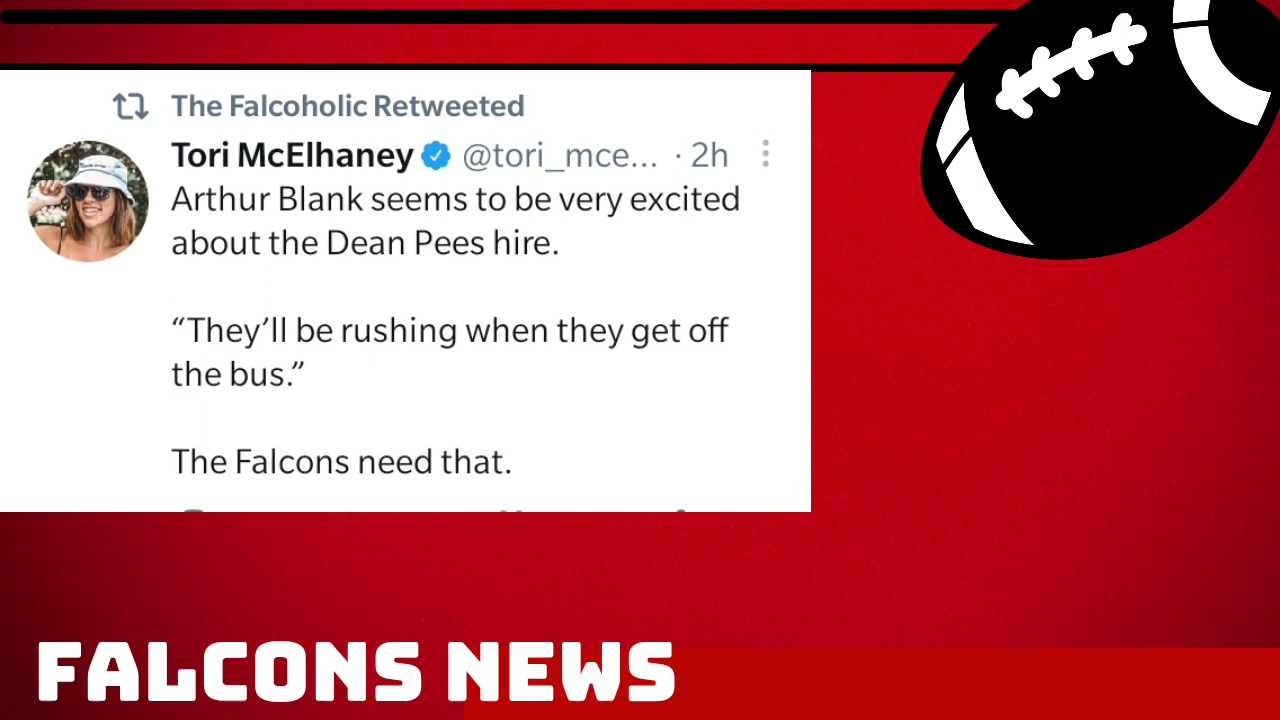 The Falcoholic Retweeted
Tori McElhaney @tori_mce... · 2h
Arthur Blank seems to be very excited
about the Dean Pees hire.
“They’ll be rushing when they get off
the bus.”
The Falcons need that.
FALCONS NEWS